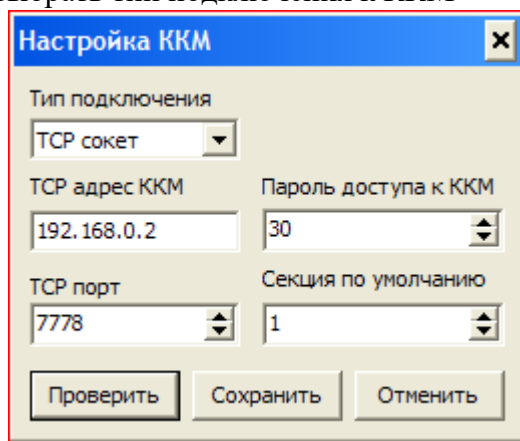 Настройка ККМ
Тип подключения
TCP сокет
TCP адрес ККМ
Пароль доступа к ККМ
192.168.0.2
30
TCP порт
Секция по умолчанию
7778
1
Проверить
Сохранить
Отменить